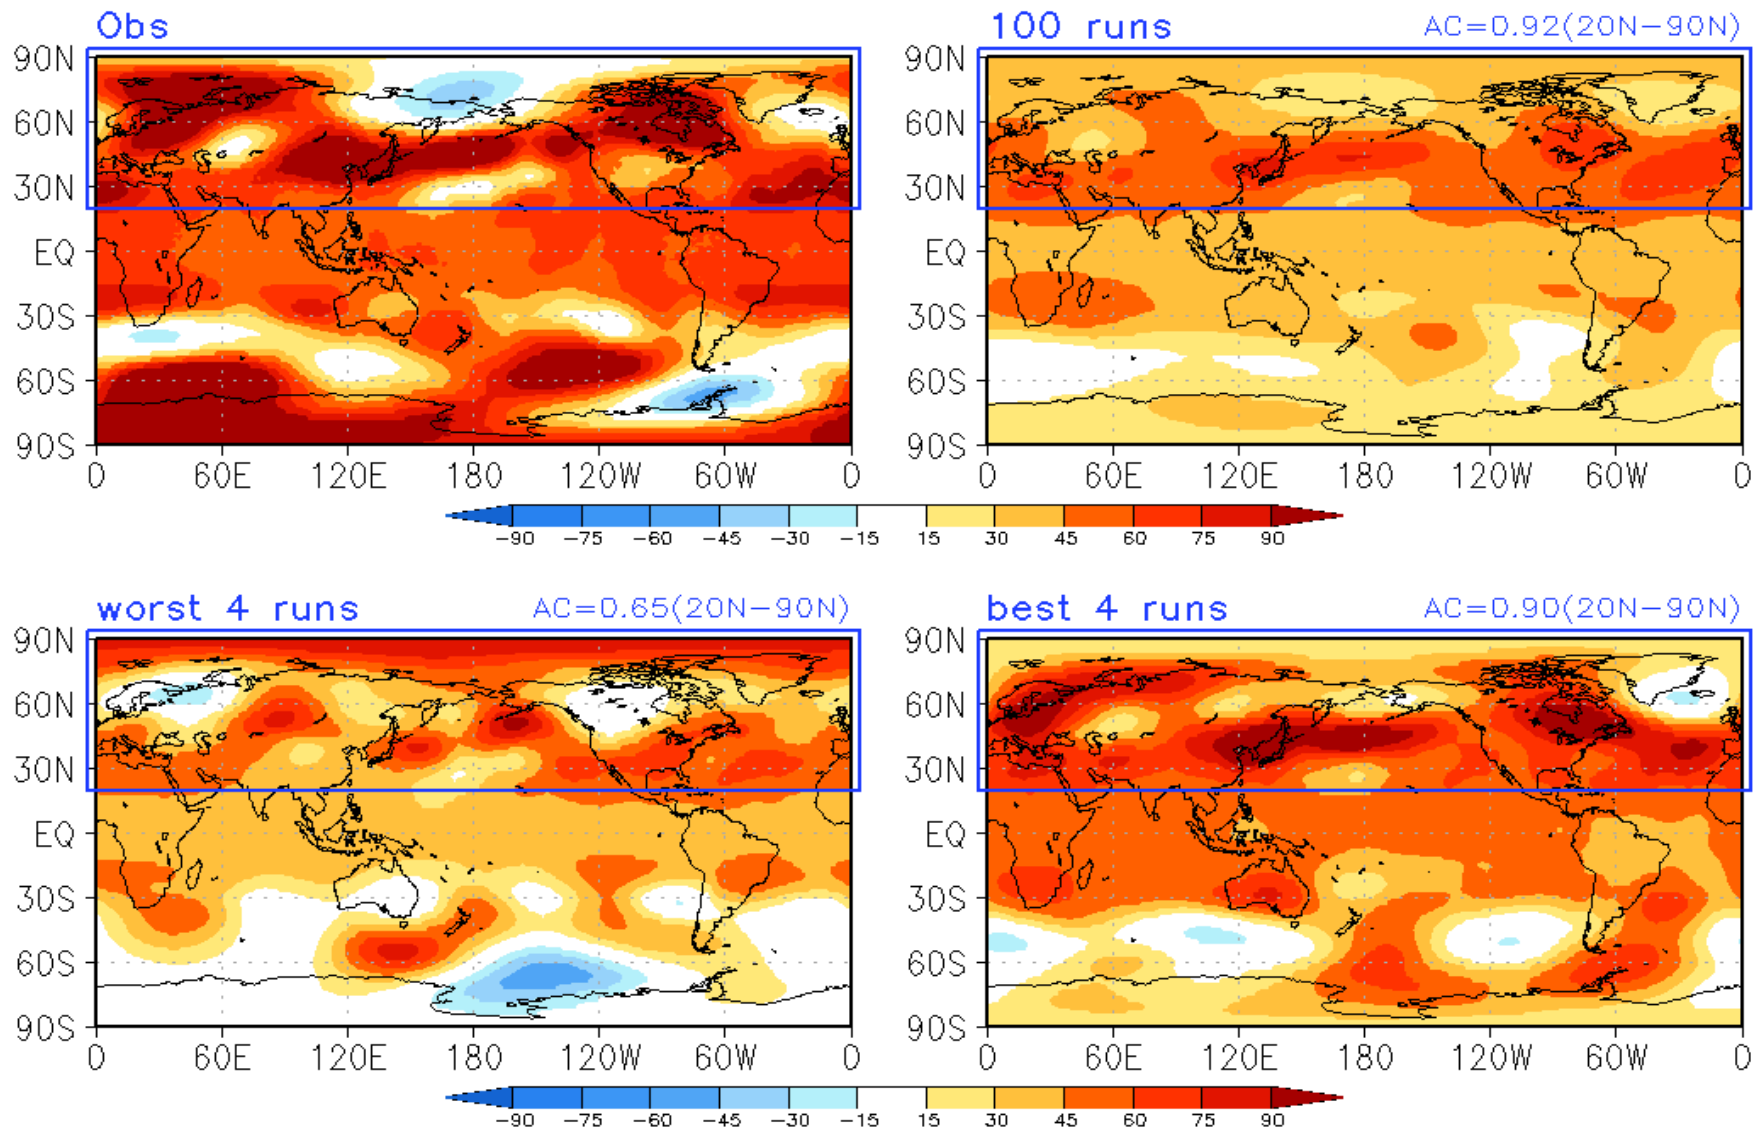 Obs
100 runs AC=0.92(20N-90N)
90N 90N
60N 60N
30N 30N
EQ EQ
30S 30S
60S 60S
90S 90S
0 60E 120E 180 120W 60W 0 0 60E 120E 180 120W 60W 0
-90 -75 -60 -45 -30 -15 15 30 45 60 75 90
worst 4 runs AC=0.65(20N-90N) best 4 runs AC=0.90(20N-90N)
90N 90N
60N 60N
30N 30N
EQ EQ
30S 30S
60S 60S
90S 90S
0 60E 120E 180 120W 60W 0 0 60E 120E 180 120W 60W 0
-90 -75 -60 -45 -30 -15 15 30 45 60 75 90